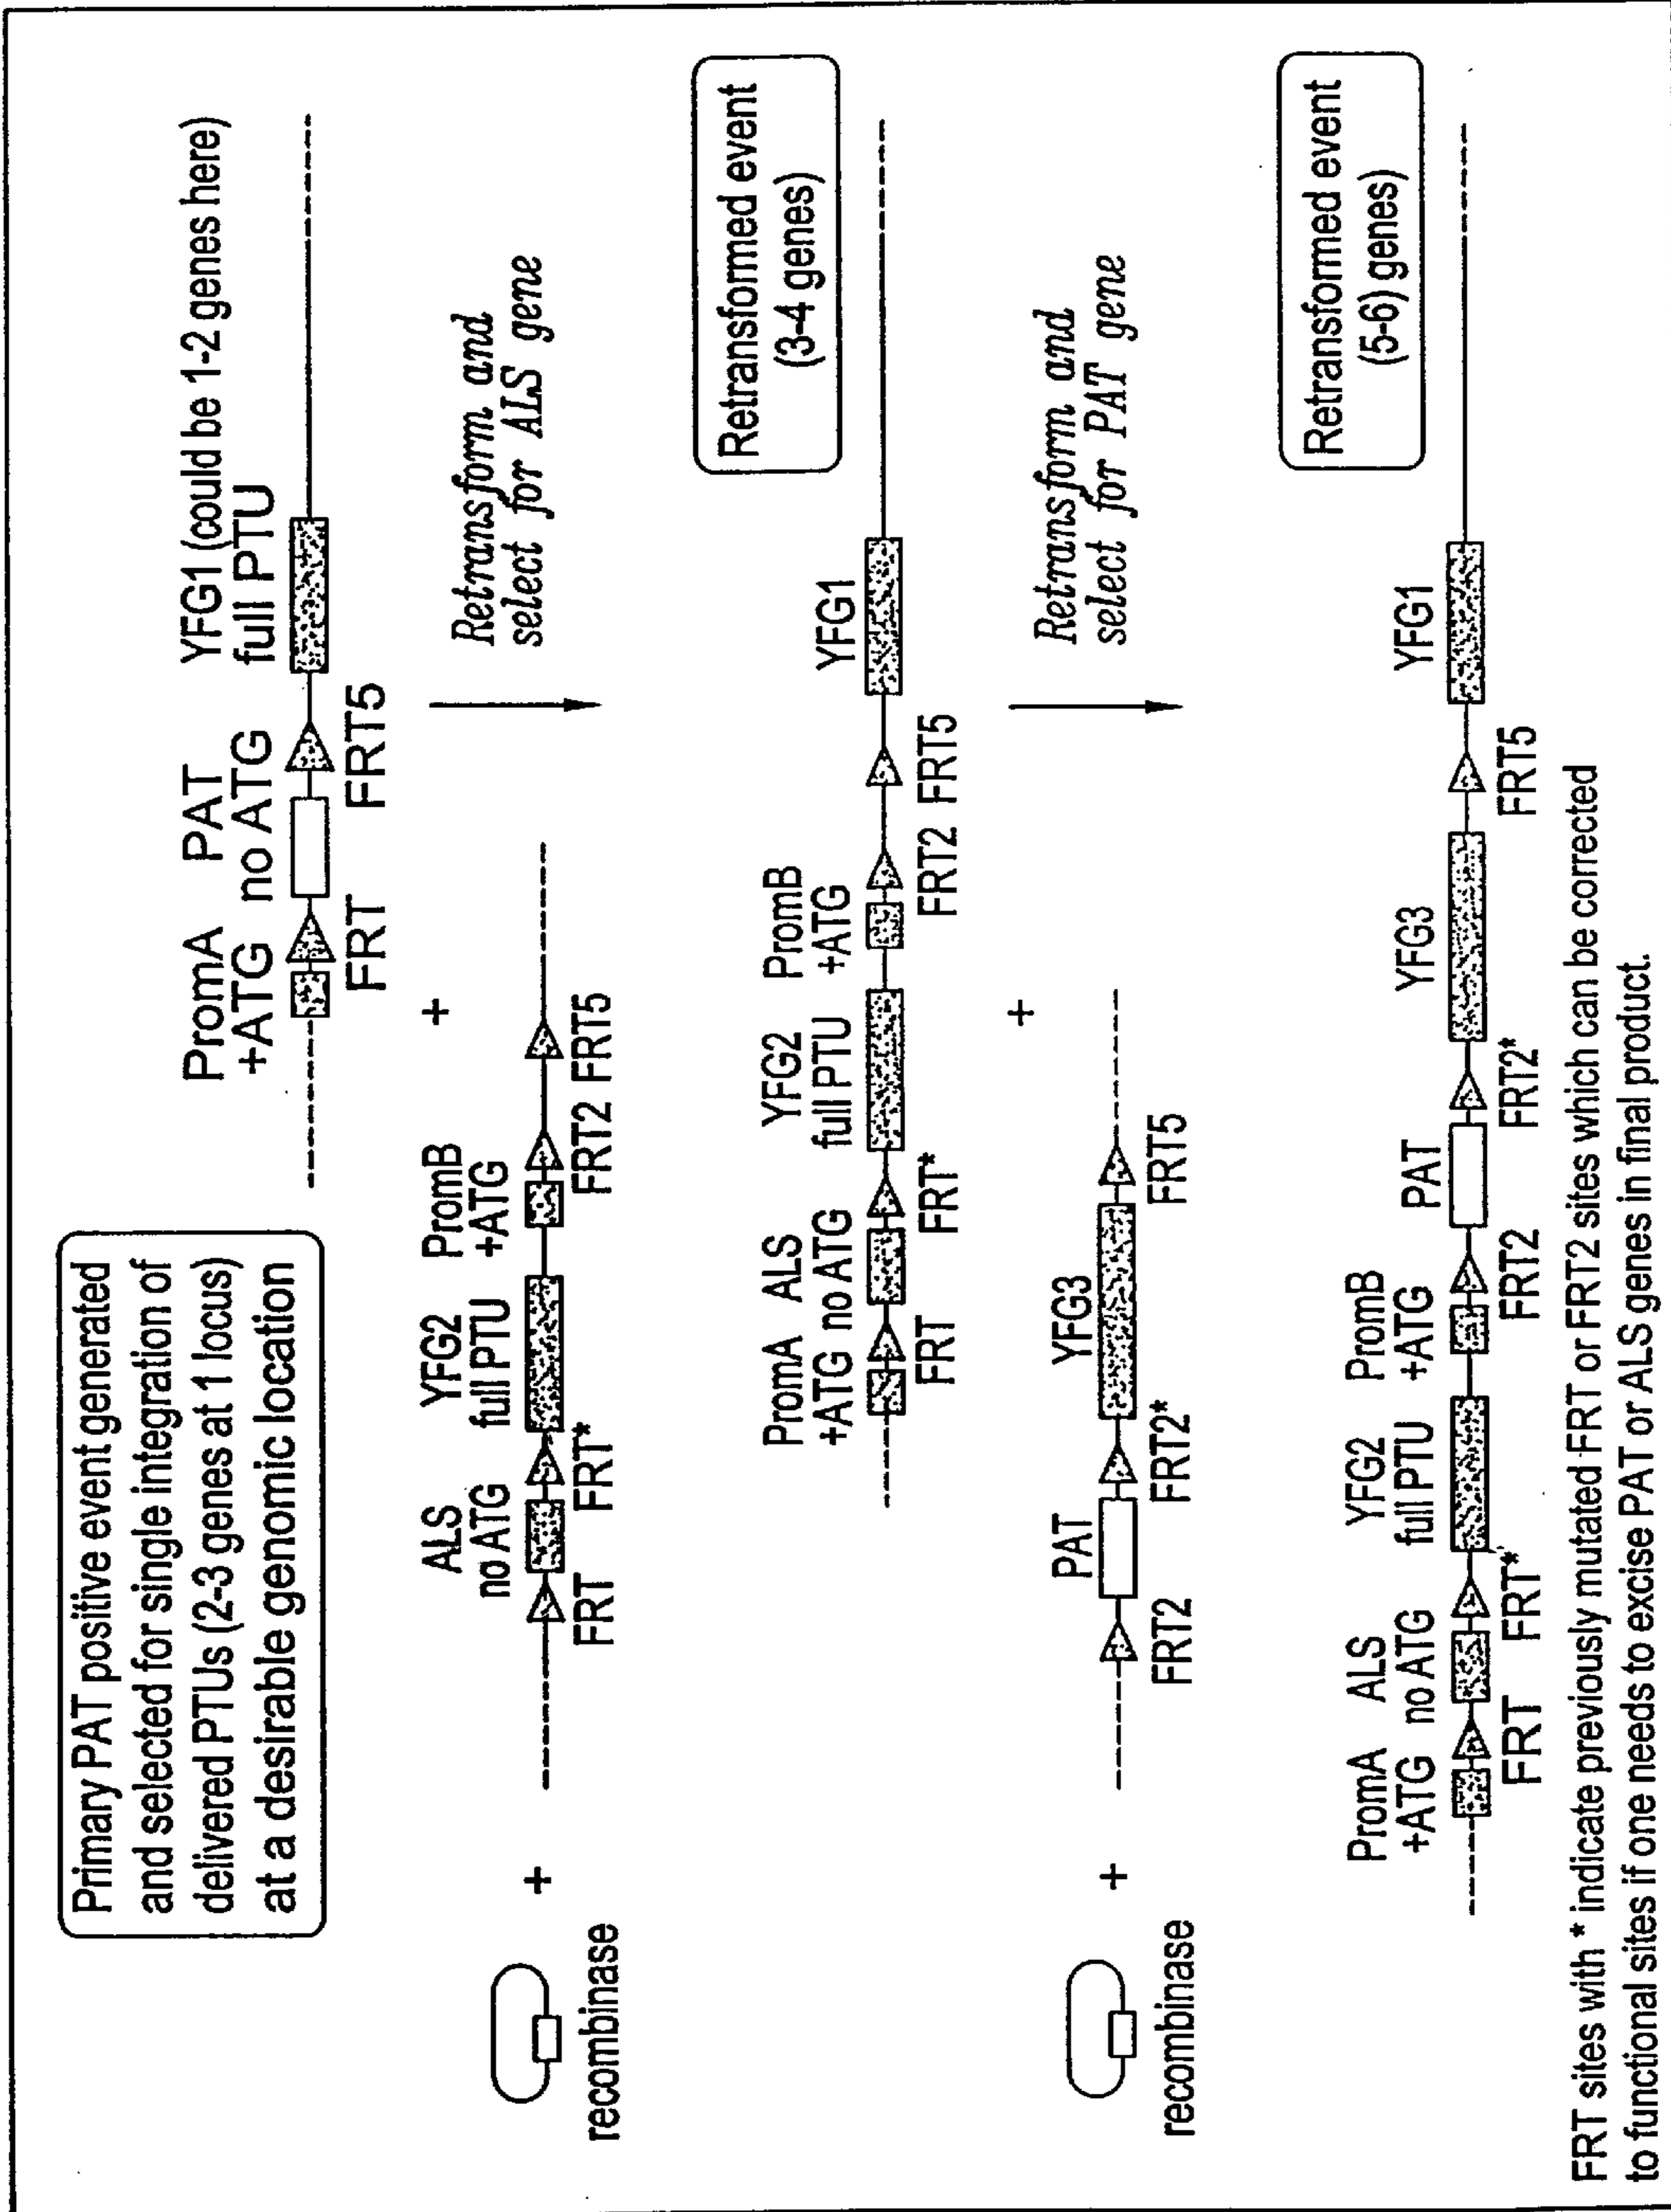 Primary PAT positive event generated
and selected for single integration of
delivered PTUs (2-3 genes at 1 locus)
at a desirable genomic location
PromA PAT YFG1 (could be 1-2 genes here)
+ATG no ATG full PTU
FRT FRT5
ALS YFG2 PromB
no ATG full PTU +ATG
+ +
FRT FRT* FRT2 FRT5
recombinase
Retransform and
select for ALS gene
Retransfomed event
(3-4 genes)
PromA ALS YFG2 PromB YFG1
+ATG no ATG full PTU +ATG
FRT FRT* FRT2 FRT5
PAT YFG3
+ +
FRT2 FRT2* FRT5
recombinase
Retransform and
select for PAT gene
Retransformed event
(5-6) genes)
PromA ALS YFG2 PromB PAT YFG3 YFG1
+ATG no ATG full PTU +ATG
FRT FRT* FRT2 FRT2* FRT5
FRT sites with * indicate previously mutated FRT or FRT2 sites which can be corrected
to functional sites if one needs to excise PAT or ALS genes in final product.